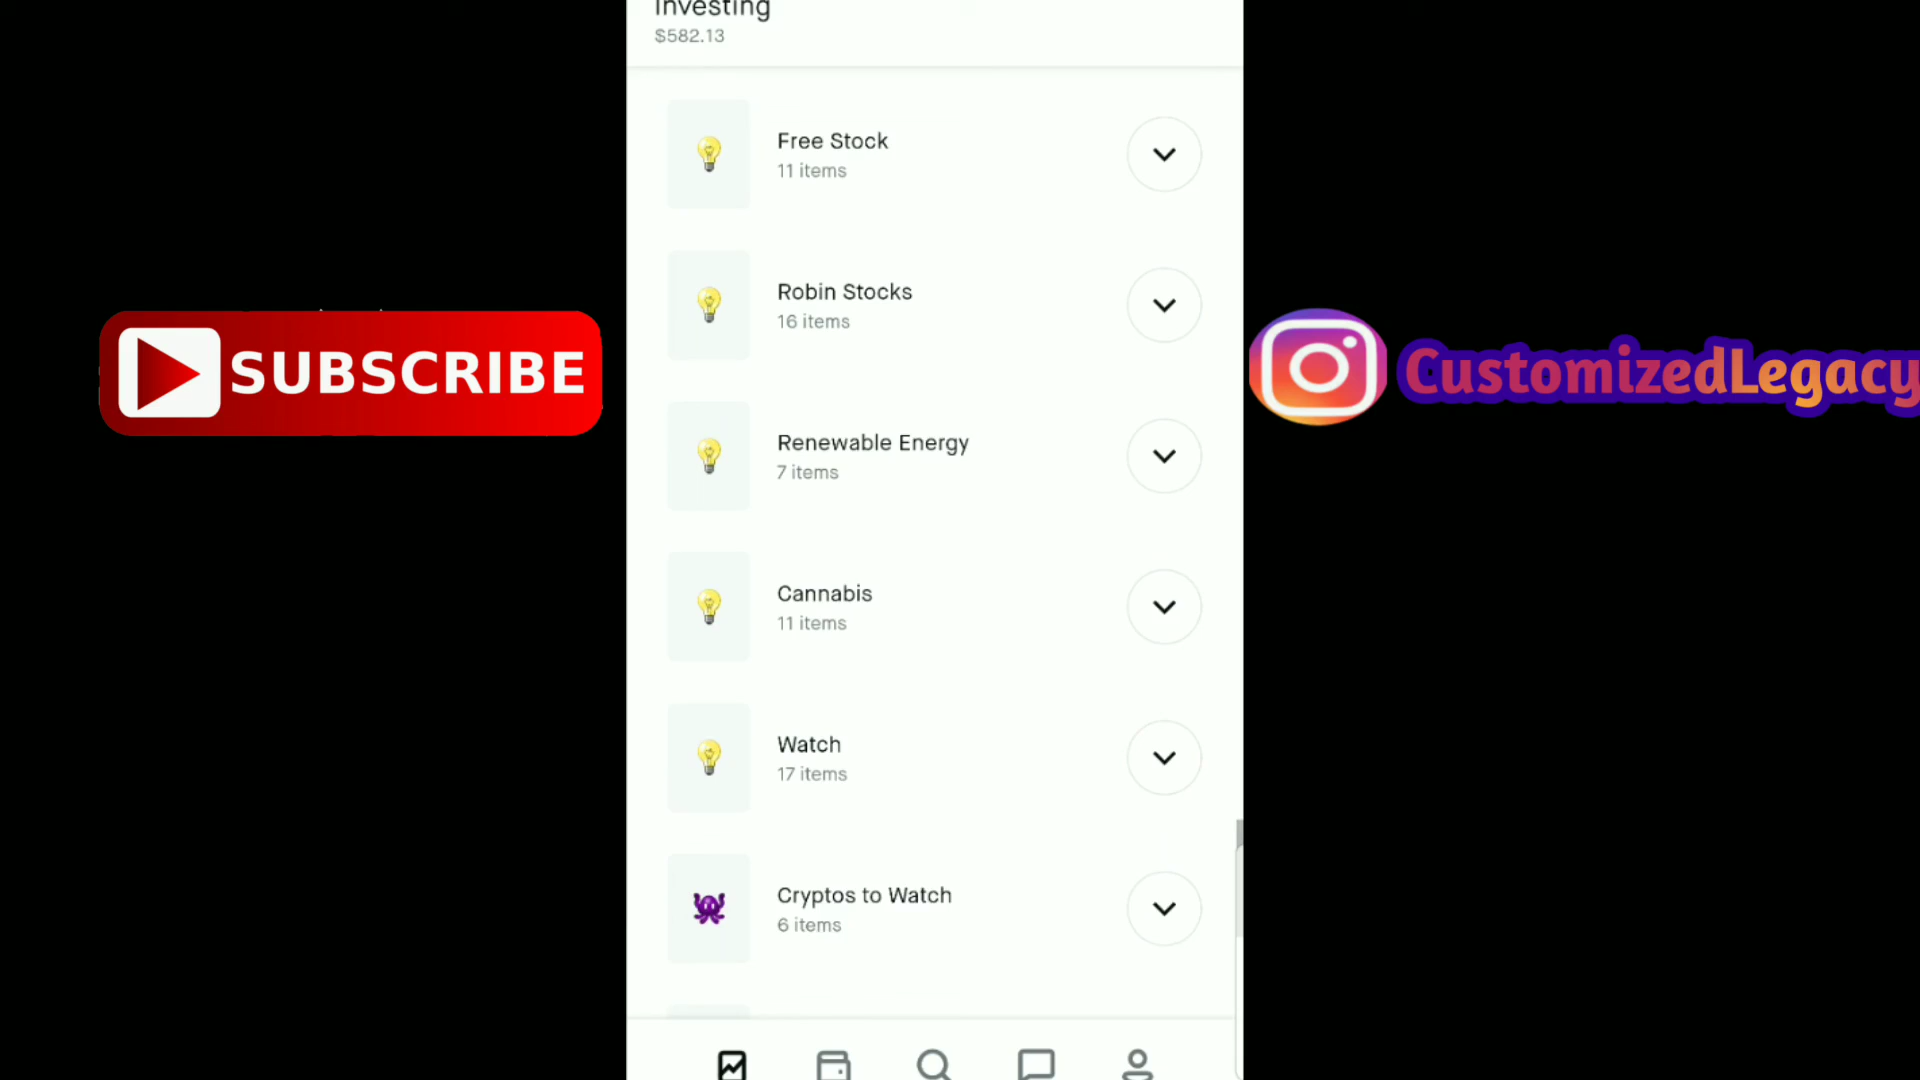 Investing
$582.13
Free Stock
11 items
Robin Stocks
16 items
Renewable Energy
7 items
Cannabis
11 items
Watch
17 items
Cryptos to Watch
6 items
SUBSCRIBE
CustomizedLegacy